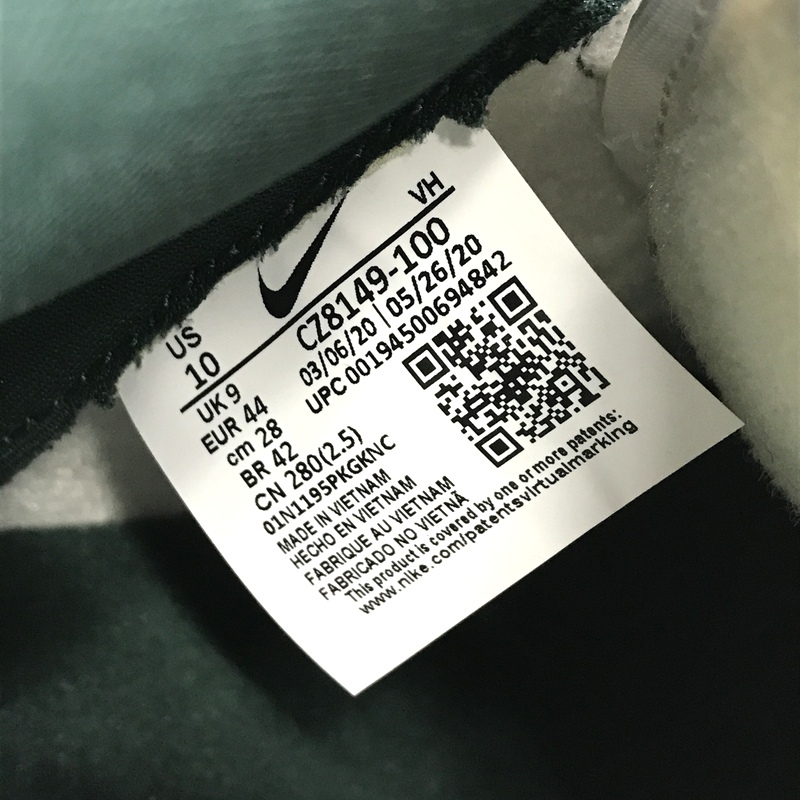 VH
US
10
CZ8149-100
03/06/20 | 05/26/20
UPC 00194500694842
UK 9
EUR 44
cm 28
BR 42
CN 280(2.5)
01N1195PKGKNC
MADE IN VIETNAM
HECHO EN VIETNAM
FABRIQUE AU VIETNAM
FABRICADO NO VIETNÃ
This product is covered by one or more patents:
www.nike.com/patentsvirtualmarking